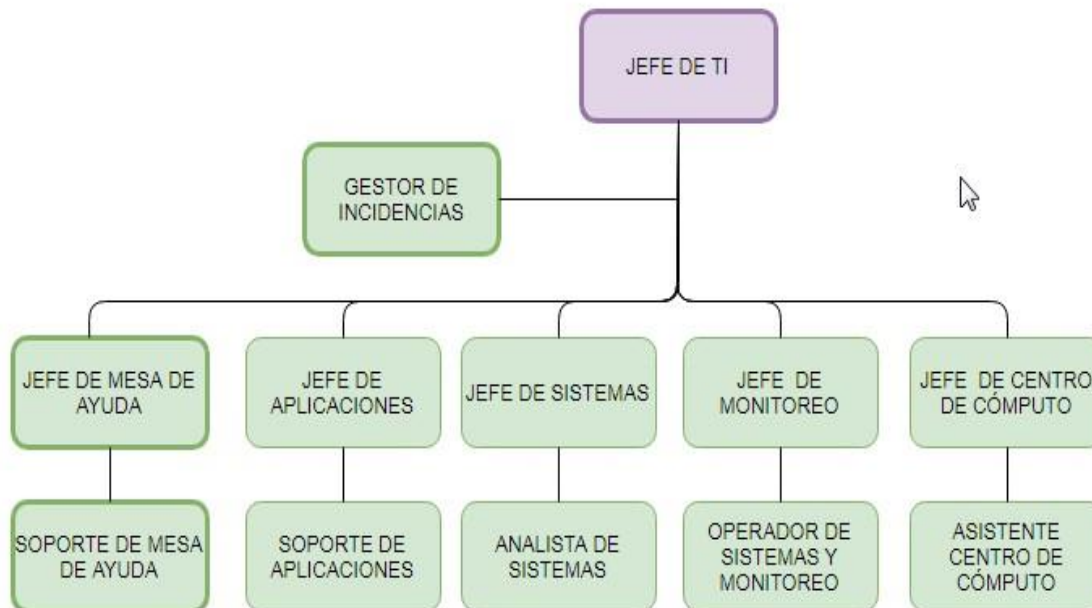 JEFE DE TI
GESTOR DE
INCIDENCIAS
JEFE DE MESA DE
AYUDA
JEFE DE
APLICACIONES
JEFE DE SISTEMAS
JEFE DE
MONITOREO
JEFE DE CENTRO
DE CÓMPUTO
SOPORTE DE MESA
DE AYUDA
SOPORTE DE
APLICACIONES
ANALISTA DE
SISTEMAS
OPERADOR DE
SISTEMAS Y
MONITOREO
ASISTENTE
CENTRO DE
CÓMPUTO